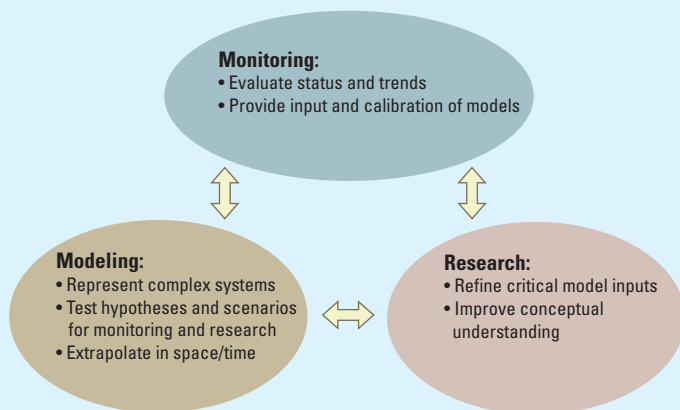 Monitoring:
• Evaluate status and trends
• Provide input and calibration of models
Modeling:
• Represent complex systems
• Test hypotheses and scenarios
for monitoring and research
• Extrapolate in space/time
Research:
• Refine critical model inputs
• Improve conceptual
understanding